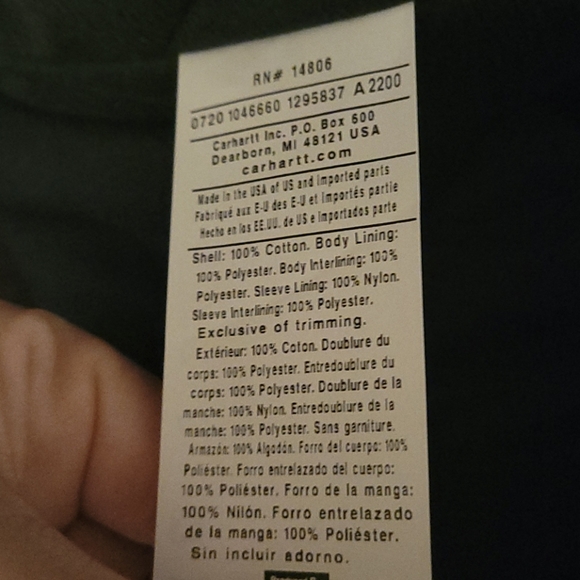 RN# 14806
0720 1046660 1295837 A 2200
Carhartt Inc. P.O. Box 600
Dearborn, MI 48121 USA
carhartt.com
Made in the USA of US and imported parts
Fabriqué aux E-U des E-U et importés partie
Hecho en los EE.UU. de US e importados parte
Shell: 100% Cotton. Body Lining:
100% Polyester. Body Interlining: 100%
Polyester. Sleeve Lining: 100% Nylon.
Sleeve Interlining: 100% Polyester.
Exclusive of trimming.
Extérieur: 100% Coton. Doublure du
corps: 100% Polyester. Entredoublure du
corps: 100% Polyester. Doublure de la
manche: 100% Nylon. Entredoublure de la
manche: 100% Polyester. Sans garniture.
Armazón: 100% Algodón. Forro del cuerpo: 100%
Poliéster. Forro entrelazado del cuerpo:
100% Poliéster. Forro de la manga:
100% Nilón. Forro entrelazado
de la manga: 100% Poliéster.
Sin incluir adorno.